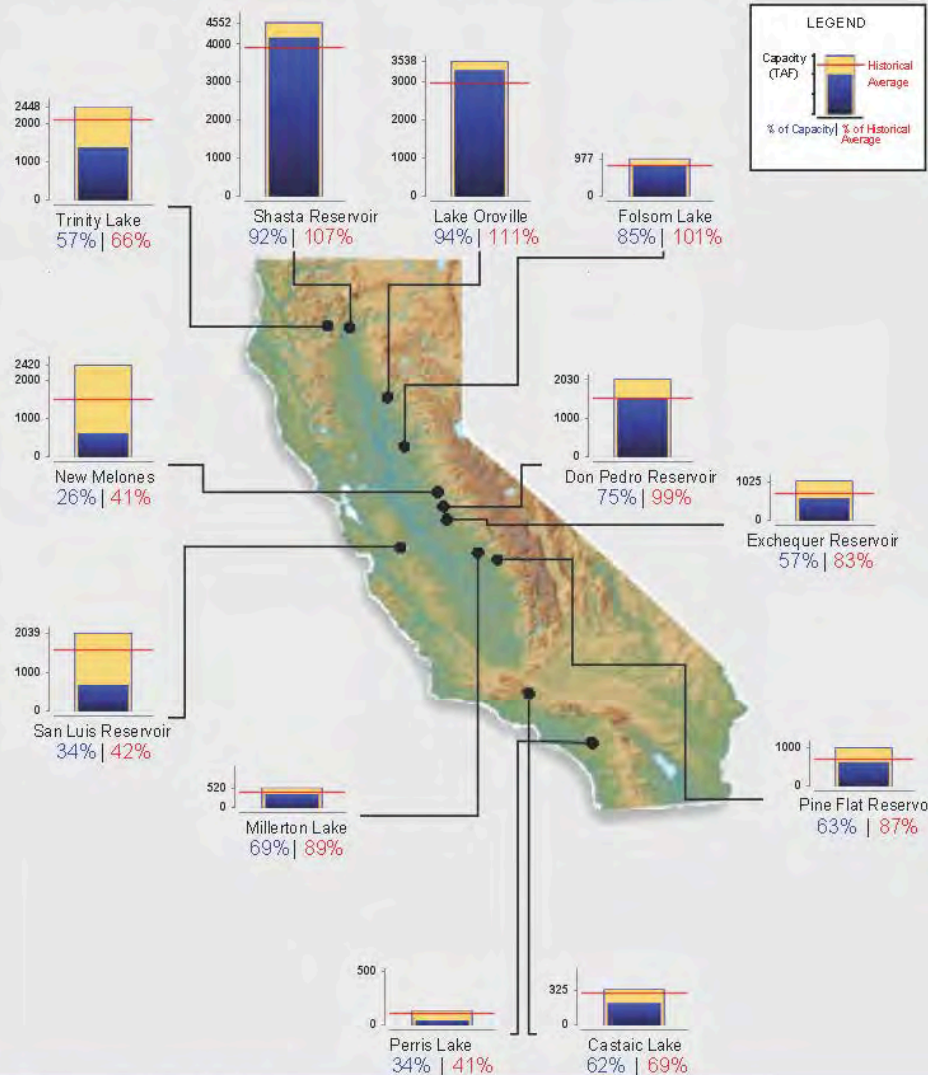 4552
4000
3000
2000
1000
0
Shasta Reservoir
92% | 107%
3538
3000
2000
1000
0
Lake Oroville
94% | 111%
LEGEND
Capacity
(TAF)
Historical
Average
% of Capacity | % of Historical
Average
2448
2000
1000
0
Trinity Lake
57% | 66%
977
0
Folsom Lake
85% | 101%
2420
2000
1000
0
New Melones
26% | 41%
2030
1000
0
Don Pedro Reservoir
75% | 99%
1025
0
Exchequer Reservoir
57% | 83%
2039
1000
0
San Luis Reservoir
34% | 42%
520
0
Millerton Lake
69% | 89%
1000
0
Pine Flat Reservo
63% | 87%
500
0
Perris Lake
34% | 41%
325
0
Castaic Lake
62% | 69%